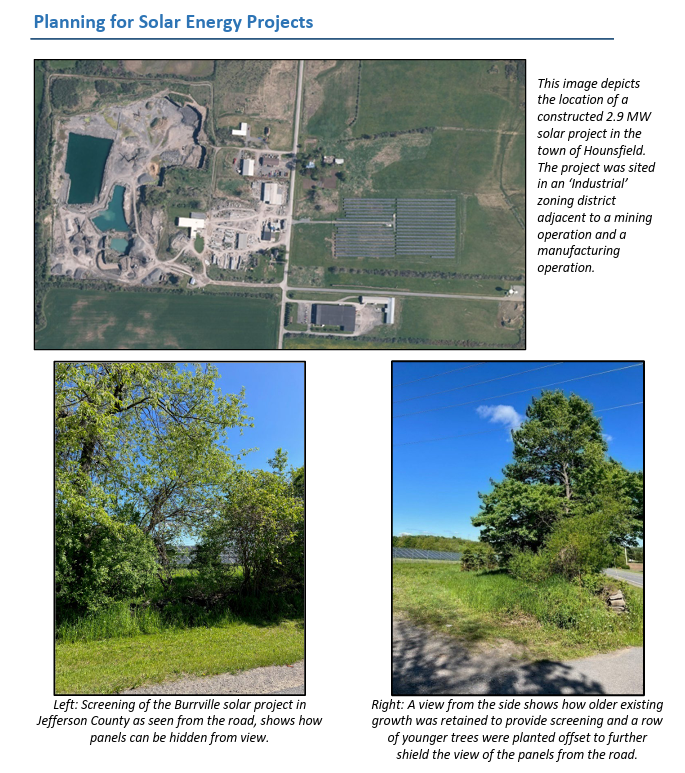 Planning for Solar Energy Projects
This image depicts
the location of a
constructed 2.9 MW
solar project in the
town of Hounsfield.
The project was sited
in an ‘Industrial’
zoning district
adjacent to a mining
operation and a
manufacturing
operation.
Left: Screening of the Burrville solar project in
Jefferson County as seen from the road, shows how
panels can be hidden from view.
Right: A view from the side shows how older existing
growth was retained to provide screening and a row
of younger trees were planted offset to further
shield the view of the panels from the road.